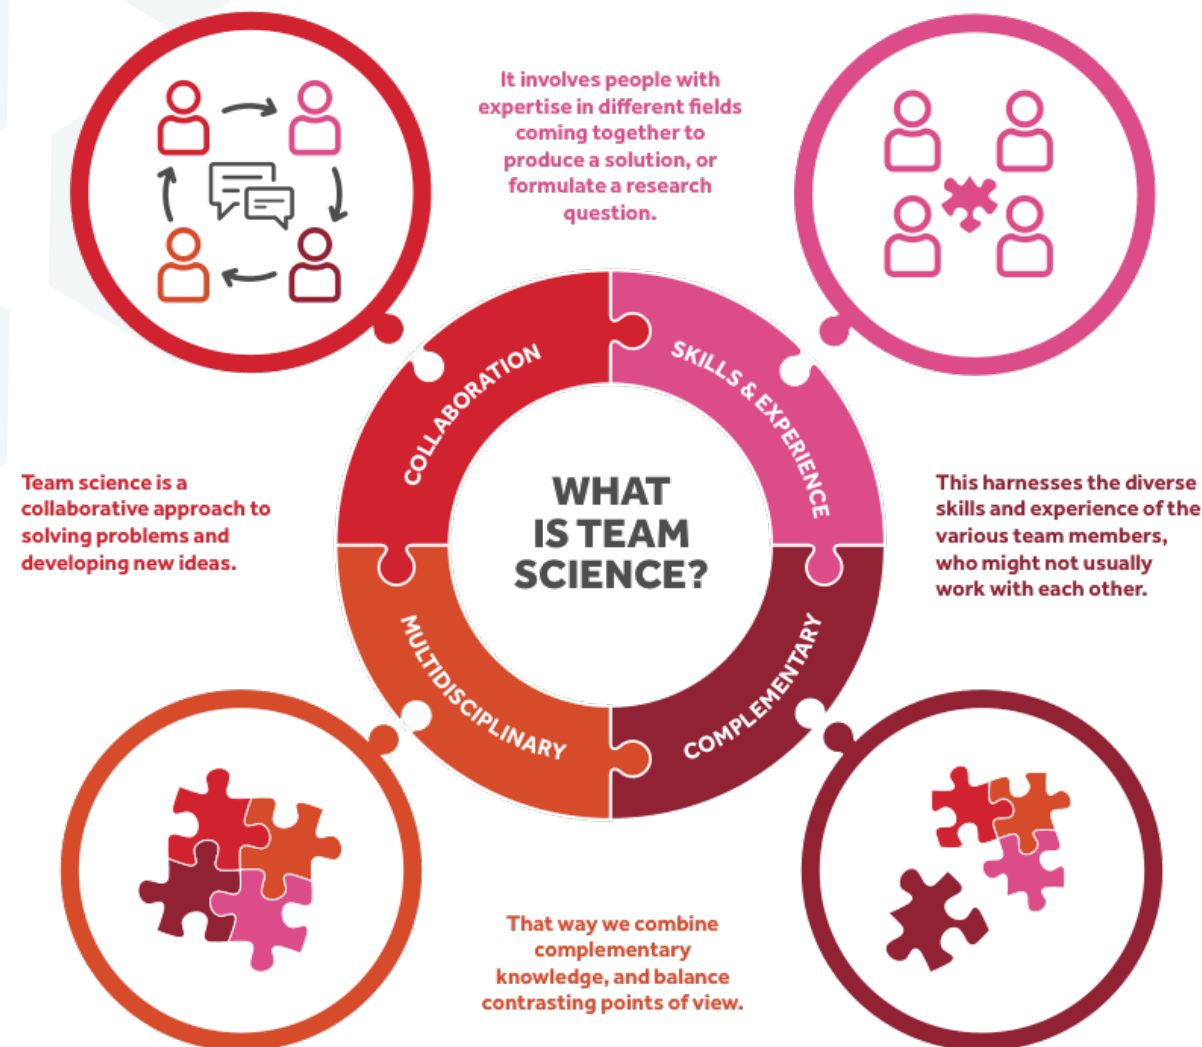 It involves people with
expertise in different fields
coming together to
produce a solution, or
formulate a research
question.
COLLABORATION
SKILLS & EXPERIENCE
Team science is a
collaborative approach to
solving problems and
developing new ideas.
WHAT
IS TEAM
SCIENCE?
This harnesses the diverse
skills and experience of the
various team members,
who might not usually
work with each other.
MULTIDISCIPLINARY
COMPLEMENTARY
That way we combine
complementary
knowledge, and balance
contrasting points of view.